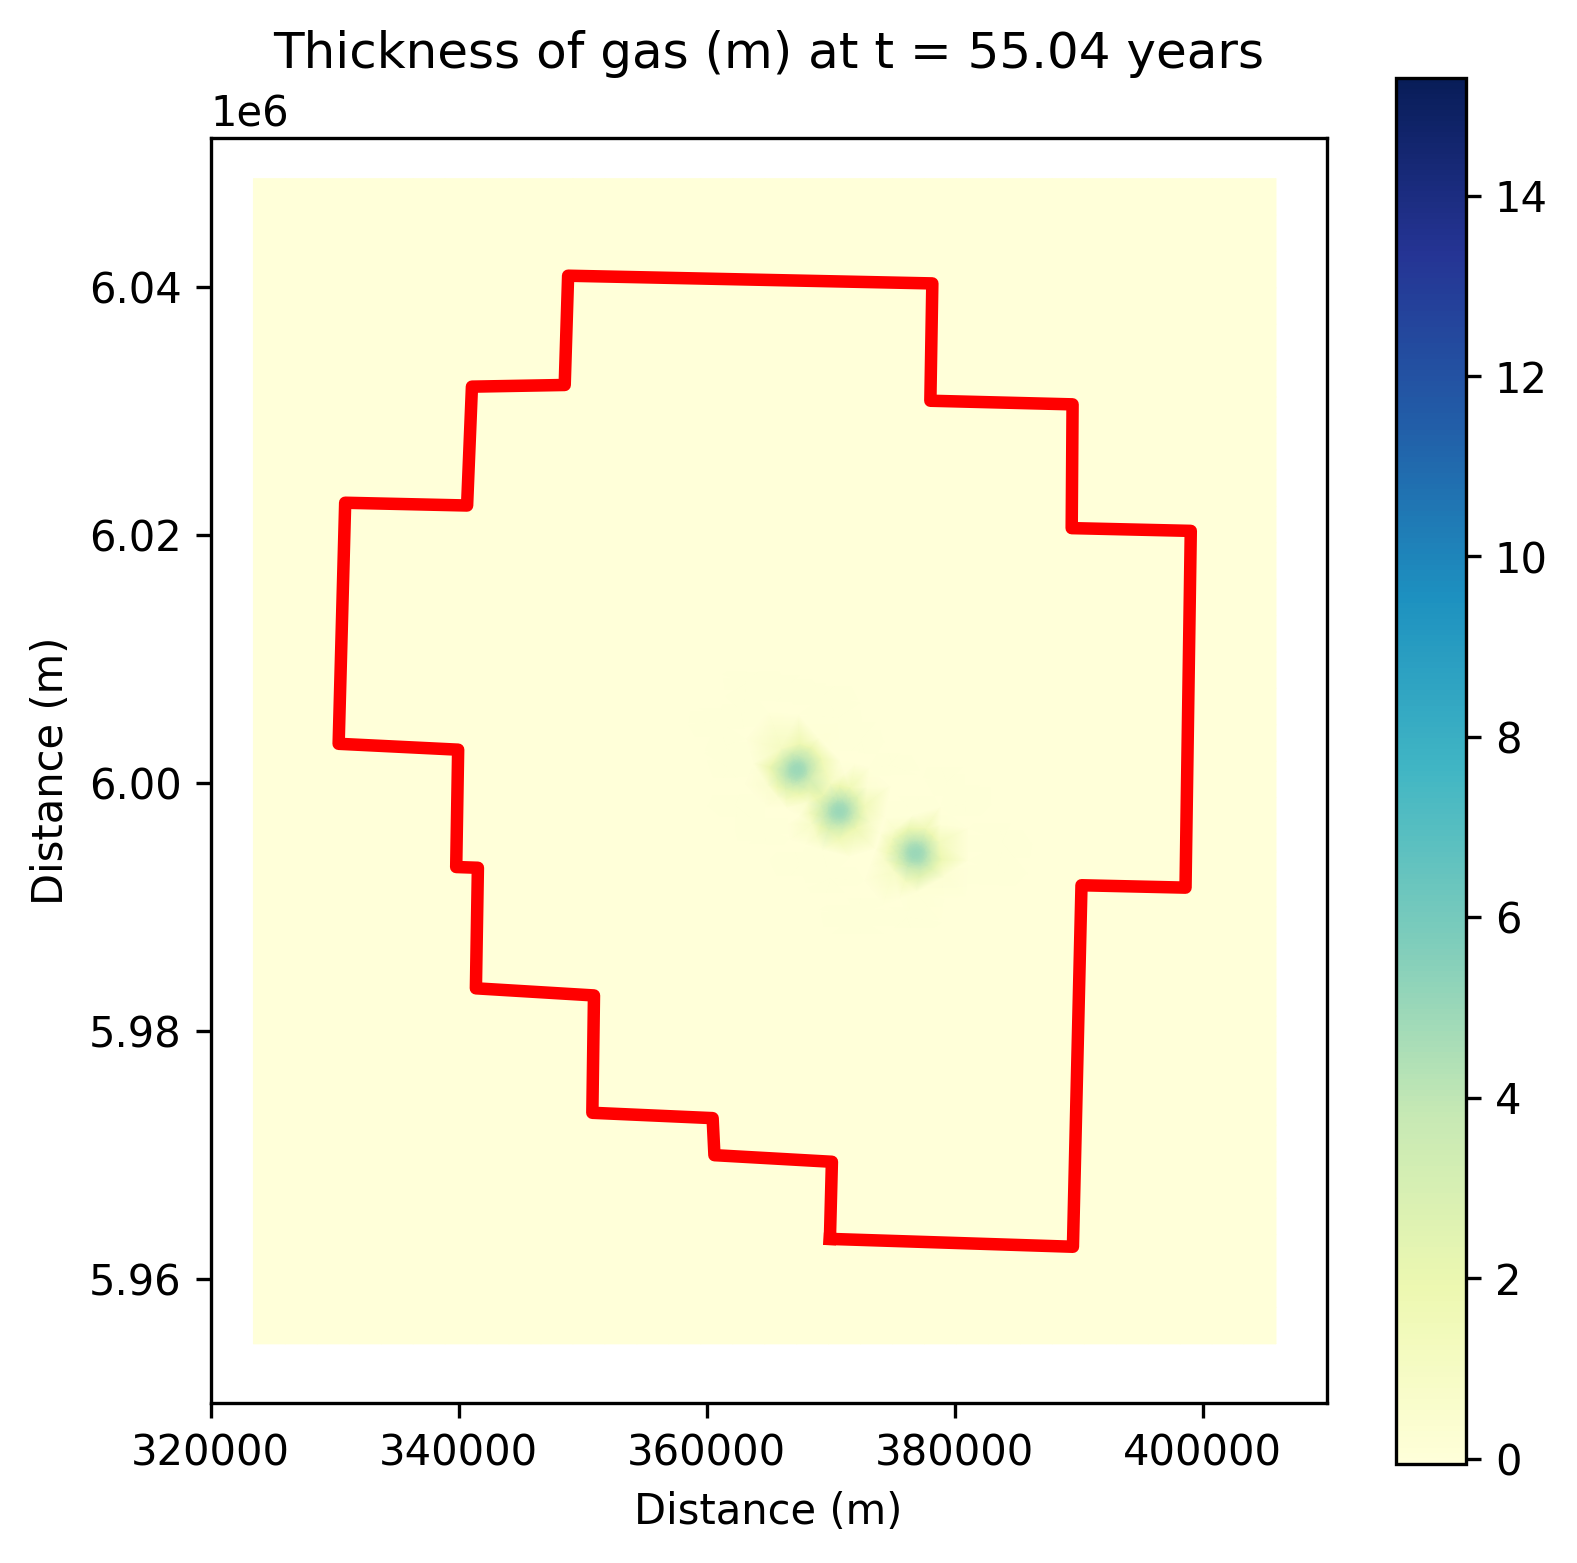 Thickness of gas (m) at t = 55.04 years
1e6
6.04
6.02
6.00
5.98
5.96
Distance (m)
320000 340000 360000 380000 400000
Distance (m)
14
12
10
8
6
4
2
0